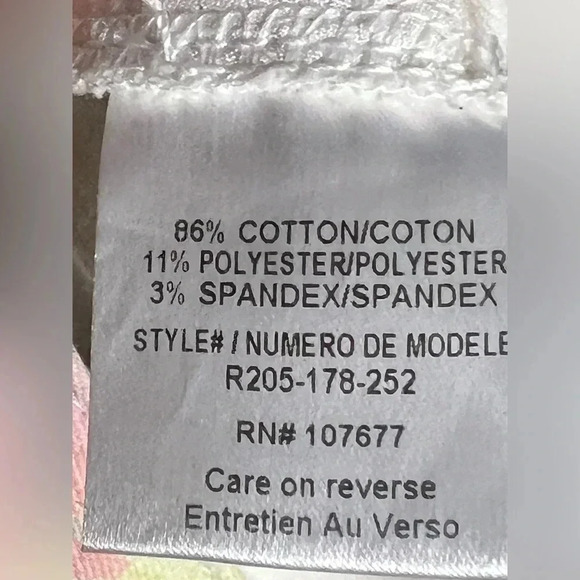 86% COTTON/COTON
11% POLYESTER/POLYESTER
3% SPANDEX/SPANDEX
STYLE# / NUMERO DE MODELE
R205-178-252
RN# 107677
Care on reverse
Entretien Au Verso